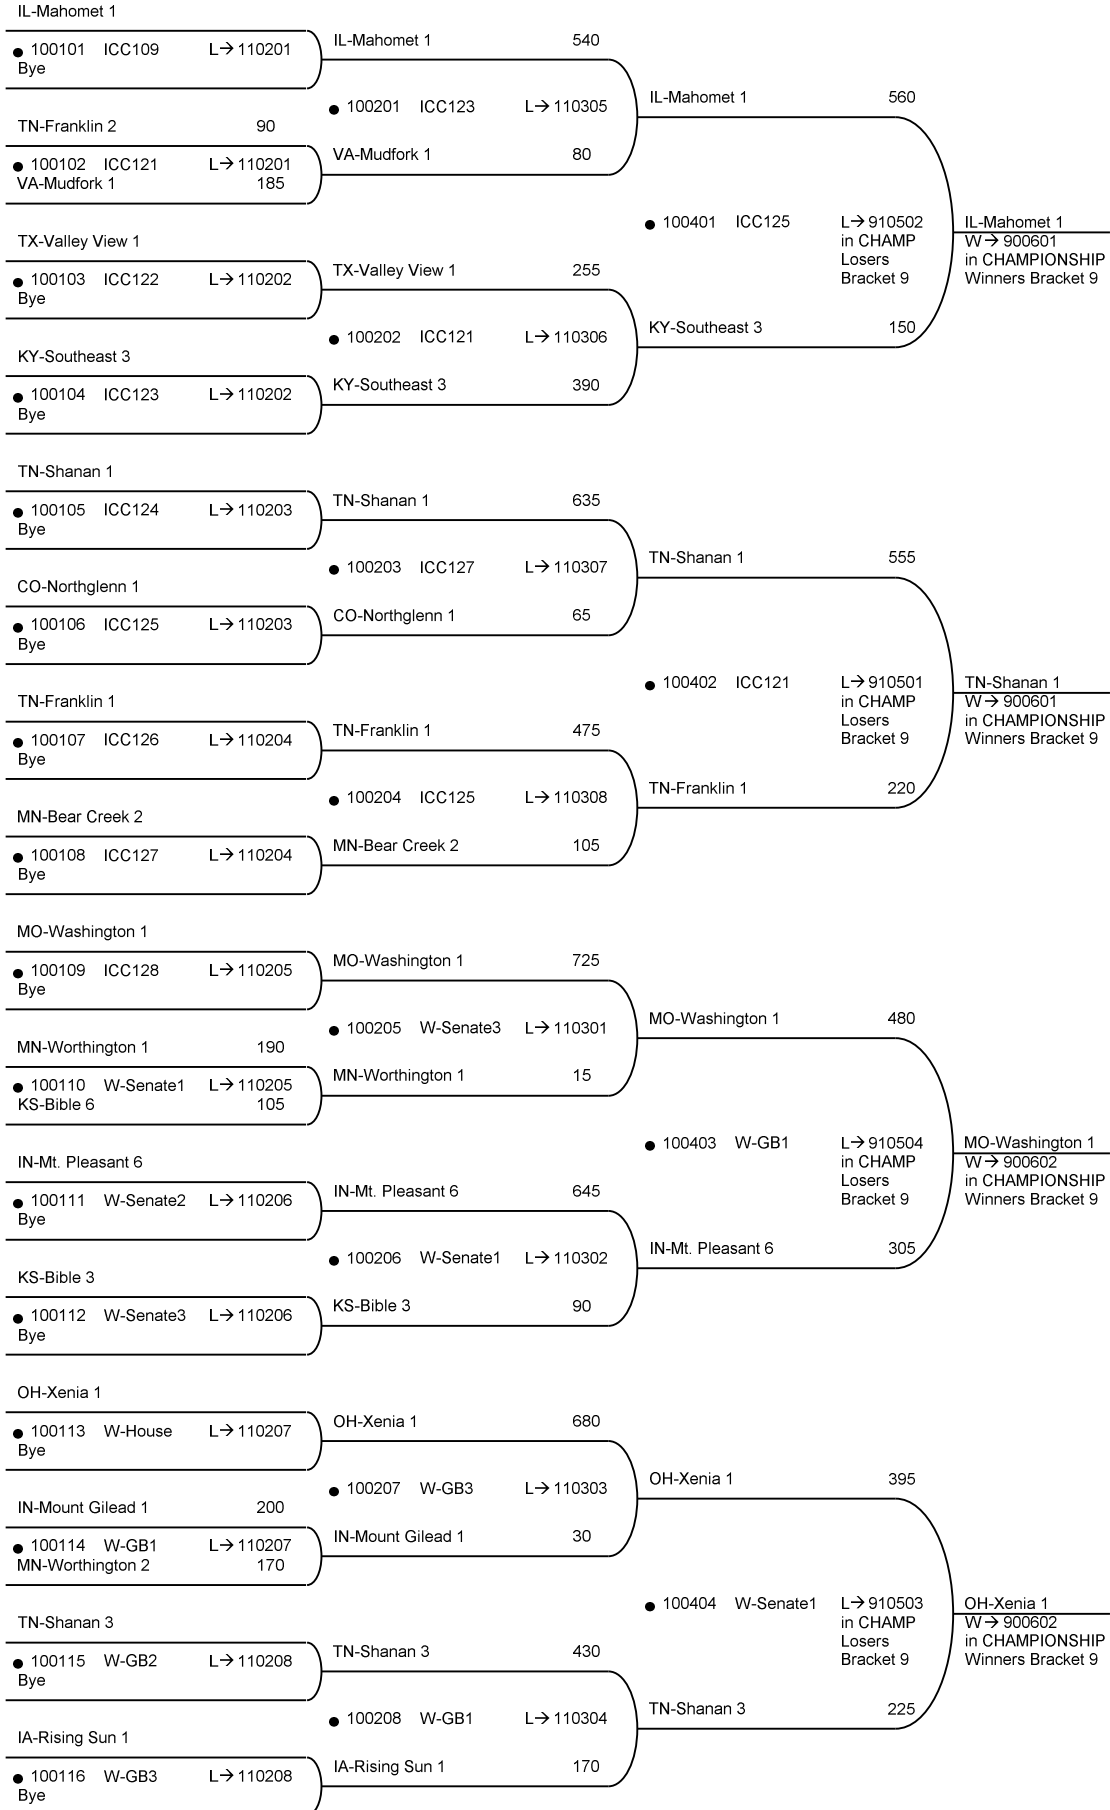 IL-Mahomet 1
● 100101 ICC109 L→110201
Bye
TN-Franklin 2 90
● 100102 ICC121 L→110201
VA-Mudfork 1 185
TX-Valley View 1
● 100103 ICC122 L→110202
Bye
KY-Southeast 3
● 100104 ICC123 L→110202
Bye
TN-Shanan 1
● 100105 ICC124 L→110203
Bye
CO-Northglenn 1
● 100106 ICC125 L→110203
Bye
TN-Franklin 1
● 100107 ICC126 L→110204
Bye
MN-Bear Creek 2
● 100108 ICC127 L→110204
Bye
MO-Washington 1
● 100109 ICC128 L→110205
Bye
MN-Worthington 1 190
● 100110 W-Senate1 L→110205
KS-Bible 6 105
IN-Mt. Pleasant 6
● 100111 W-Senate2 L→110206
Bye
KS-Bible 3
● 100112 W-Senate3 L→110206
Bye
OH-Xenia 1
● 100113 W-House L→110207
Bye
IN-Mount Gilead 1 200
● 100114 W-GB1 L→110207
MN-Worthington 2 170
TN-Shanan 3
● 100115 W-GB2 L→110208
Bye
IA-Rising Sun 1
● 100116 W-GB3 L→110208
Bye
IL-Mahomet 1 540
● 100201 ICC123 L→110305
VA-Mudfork 1 80
TX-Valley View 1 255
● 100202 ICC121 L→110306
KY-Southeast 3 390
TN-Shanan 1 635
● 100203 ICC127 L→110307
CO-Northglenn 1 65
TN-Franklin 1 475
● 100204 ICC125 L→110308
MN-Bear Creek 2 105
MO-Washington 1 725
● 100205 W-Senate3 L→110301
MN-Worthington 1 15
IN-Mt. Pleasant 6 645
● 100206 W-Senate1 L→110302
KS-Bible 3 90
OH-Xenia 1 680
● 100207 W-GB3 L→110303
IN-Mount Gilead 1 30
TN-Shanan 3 430
● 100208 W-GB1 L→110304
IA-Rising Sun 1 170
IL-Mahomet 1 560
● 100401 ICC125 L→910502
in CHAMP
Losers
Bracket 9
KY-Southeast 3 150
TN-Shanan 1 555
● 100402 ICC121 L→910501
in CHAMP
Losers
Bracket 9
TN-Franklin 1 220
MO-Washington 1 480
● 100403 W-GB1 L→910504
in CHAMP
Losers
Bracket 9
IN-Mt. Pleasant 6 305
OH-Xenia 1 395
● 100404 W-Senate1 L→910503
in CHAMP
Losers
Bracket 9
TN-Shanan 3 225
IL-Mahomet 1
W→900601
in CHAMPIONSHIP
Winners Bracket 9
TN-Shanan 1
W→900601
in CHAMPIONSHIP
Winners Bracket 9
MO-Washington 1
W→900602
in CHAMPIONSHIP
Winners Bracket 9
OH-Xenia 1
W→900602
in CHAMPIONSHIP
Winners Bracket 9